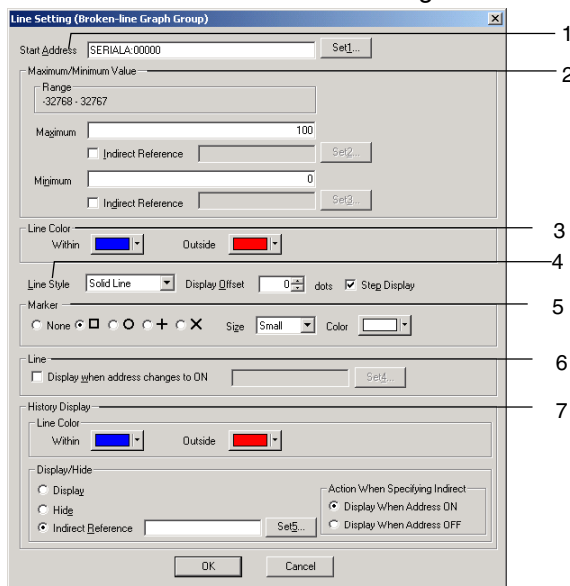 Line Setting (Broken-line Graph Group)
Start Address SERIALA:00000 Set1... 1
Maximum/Minimum Value 2
Range
-32768 - 32767
Maximum 100
Indirect Reference Set2...
Minimum 0
Indirect Reference Set3...
Line Color 3
Within Outside
4
Line Style Solid Line Display Offset 0 dots Step Display
Marker 5
None Size Small Color
Line 6
Display when address changes to ON Set4...
History Display 7
Line Color
Within Outside
Display/Hide
Display Action When Specifying Indirect
Hide Display When Address ON
Indirect Reference Set5... Display When Address OFF
OK Cancel